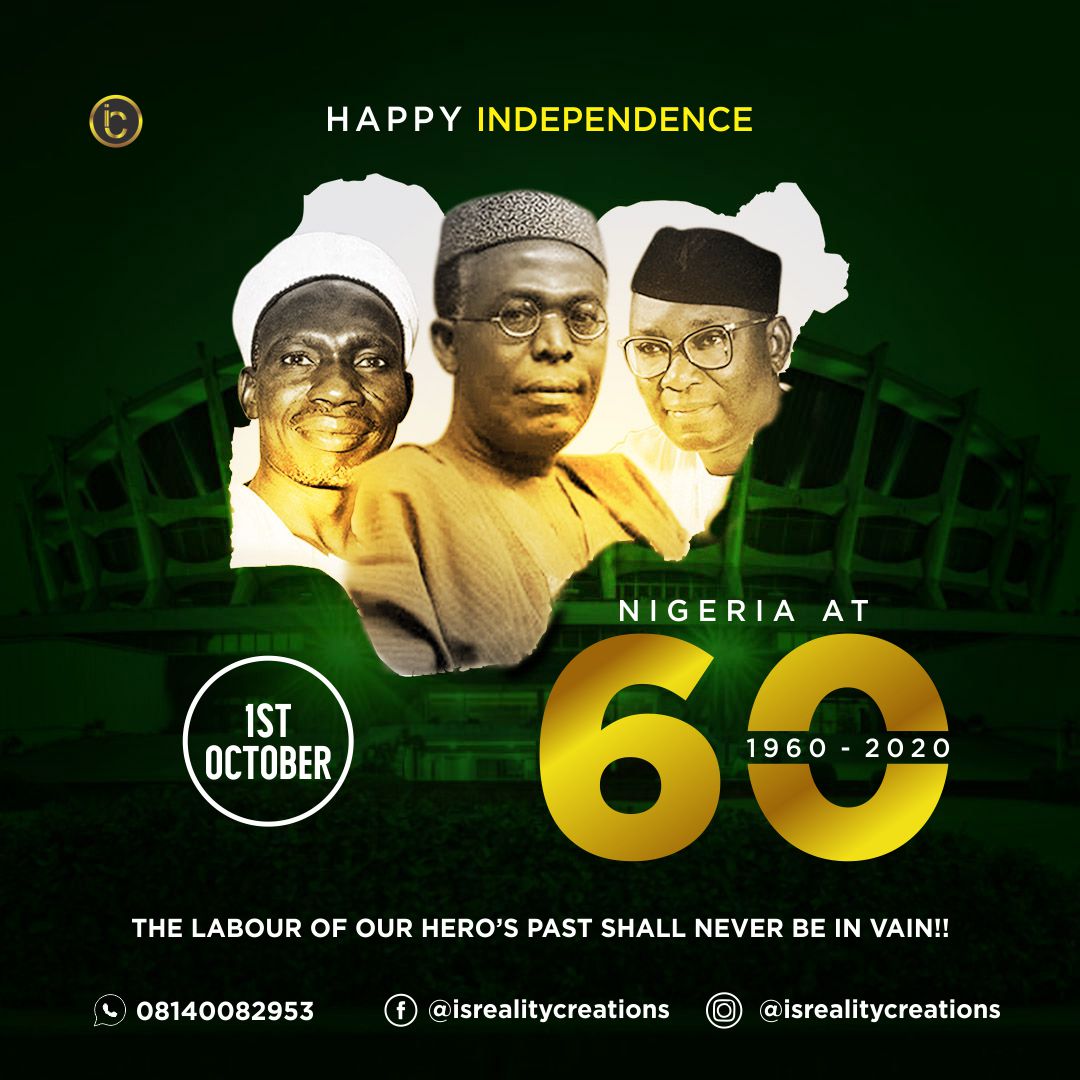 HAPPY INDEPENDENCE
NIGERIA AT
60
1960 - 2020
1ST
OCTOBER
THE LABOUR OF OUR HERO'S PAST SHALL NEVER BE IN VAIN!!
08140082953
@isrealitycreations
@isrealitycreations